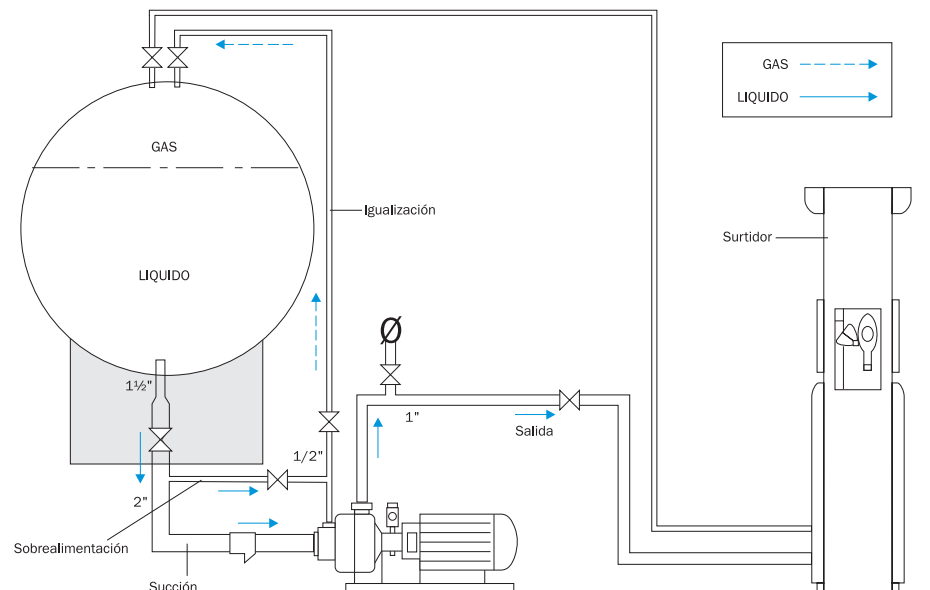 GAS
LIQUIDO
GAS
Igualización
Surtidor
LIQUIDO
Ø
1½"
1"
Salida
1/2"
2"
Sobrealimentación
Succión